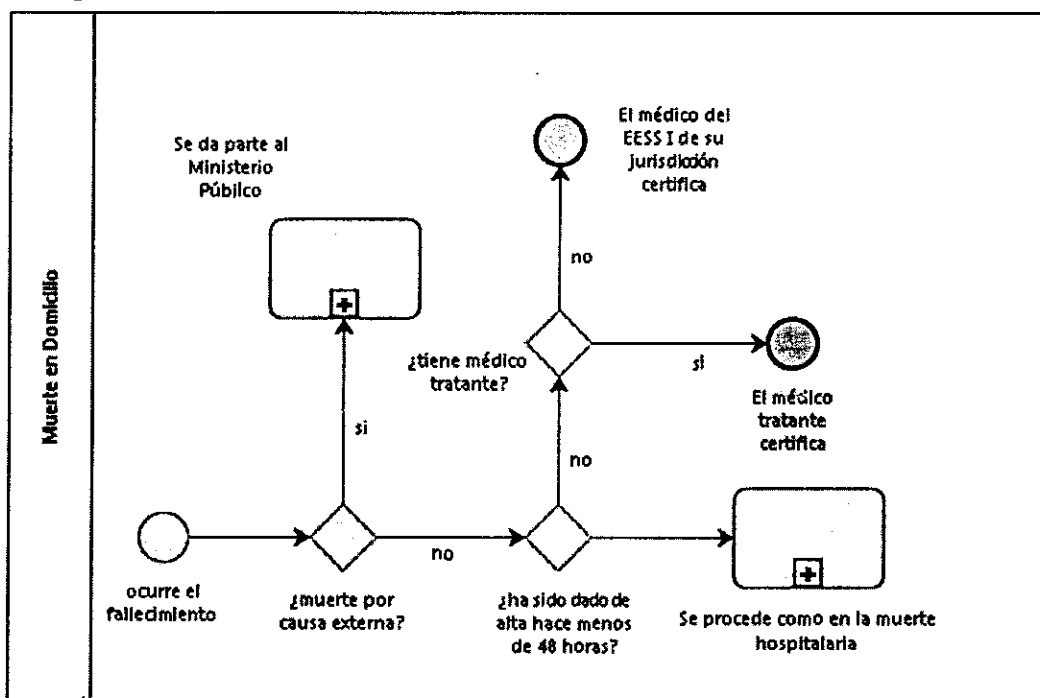 Muerte en Domicilio
Se da parte al
Ministerio
Público
El médico del
EESS I de su
jurisdicción
certifica
no
¿tiene médico
tratante?
si
El médico
tratante
certifica
si
no
no
ocurre el
fallecimiento
¿muerte por
causa externa?
¿ha sido dado de
alta hace menos
de 48 horas?
Se procede como en la muerte
hospitalaria